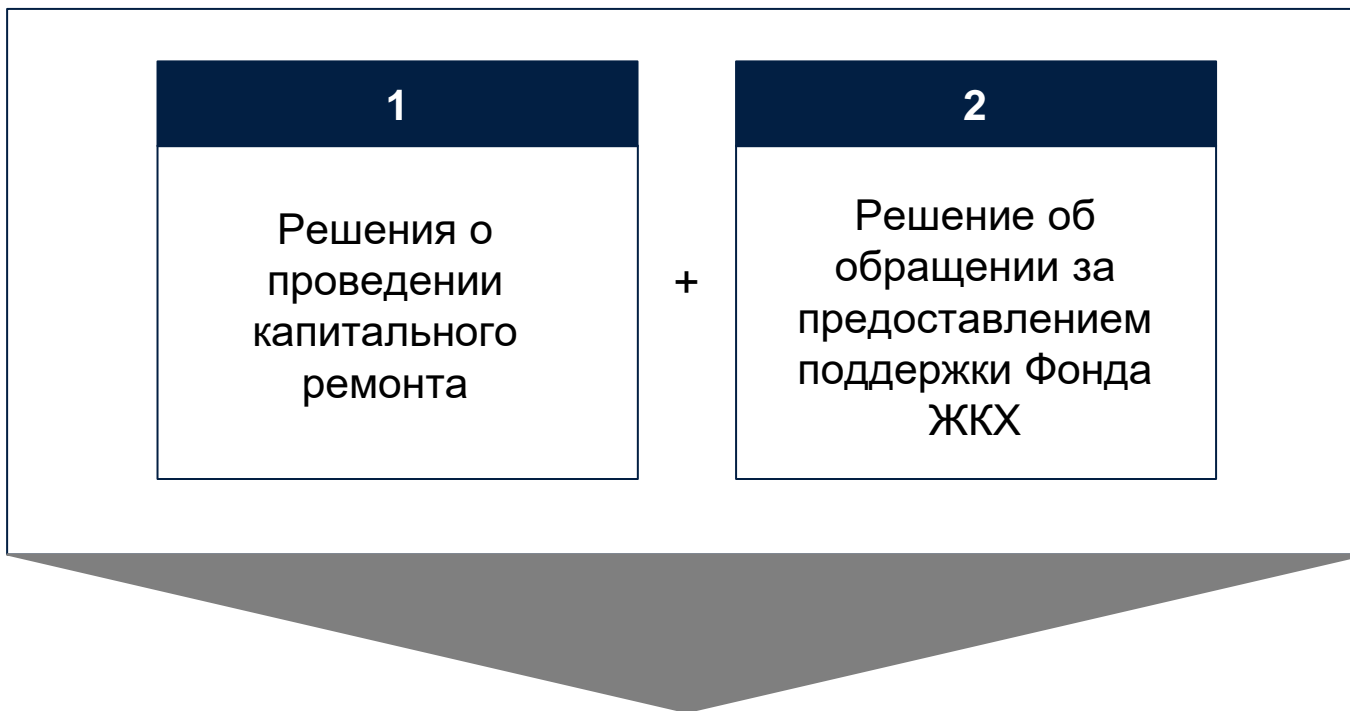 1
Решения о
проведении
капитального
ремонта
+
2
Решение об
обращении за
предоставлением
поддержки Фонда
ЖКХ